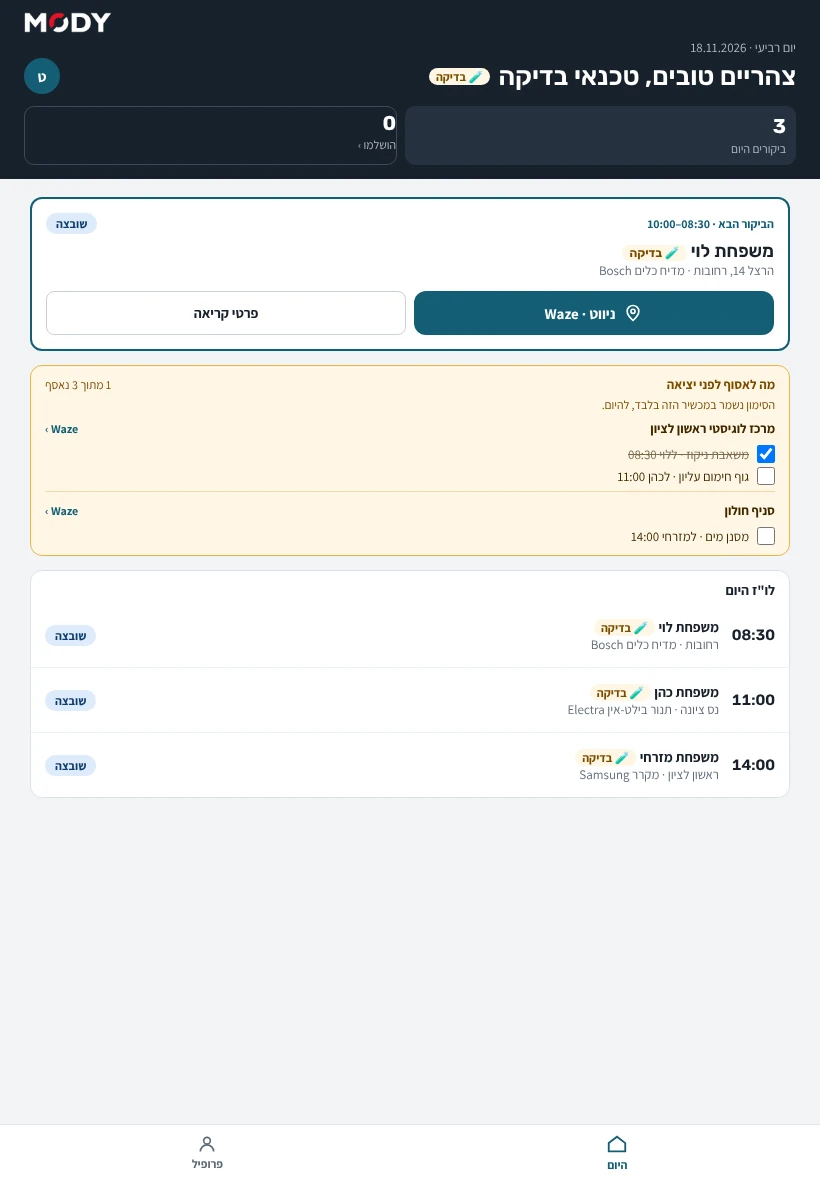 MODY
יום רביעי · 18.11.2026
צהריים טובים, טכנאי בדיקה 🧪 בדיקה
ט
3
ביקורים היום
0
הושלמו ›
הביקור הבא · 08:30–10:00
שובצה
משפחת לוי 🧪 בדיקה
הרצל 14, רחובות · מדיח כלים Bosch
ניווט · Waze
פרטי קריאה
מה לאסוף לפני יציאה
1 מתוך 3 נאסף
הסימון נשמר במכשיר הזה בלבד, להיום.
מרכז לוגיסטי ראשון לציון
Waze ›
משאבת ניקוז · ללוי 08:30
גוף חימום עליון · לכהן 11:00
סניף חולון
Waze ›
מסנן מים · למזרחי 14:00
לו"ז היום
08:30
משפחת לוי 🧪 בדיקה
רחובות · מדיח כלים Bosch
שובצה
11:00
משפחת כהן 🧪 בדיקה
נס ציונה · תנור בילט-אין Electra
שובצה
14:00
משפחת מזרחי 🧪 בדיקה
ראשון לציון · מקרר Samsung
שובצה
היום
פרופיל